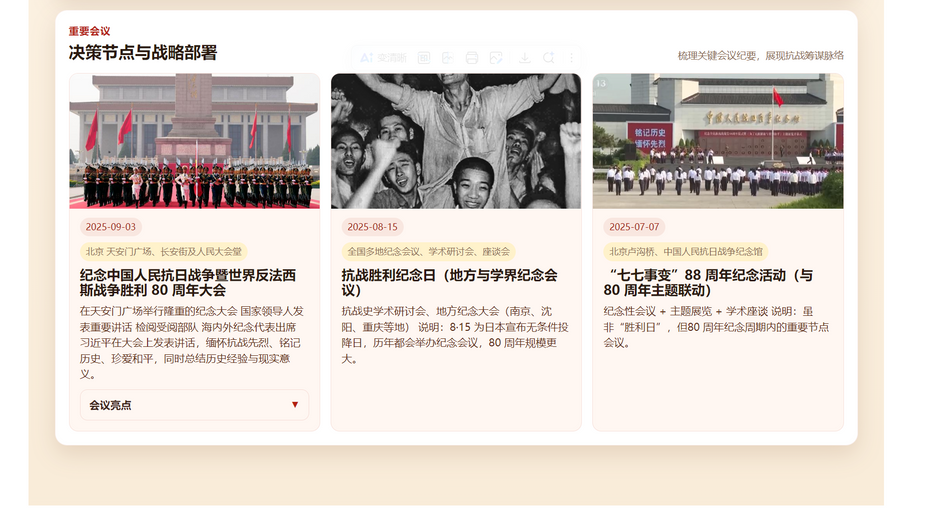 重要会议
决策节点与战略部署
梳理关键会议纪要，展现抗战筹谋脉络
铭记历史
缅怀先烈
2025-09-03
北京 天安门广场、长安街及人民大会堂
纪念中国人民抗日战争暨世界反法西
斯战争胜利 80 周年大会
在天安门广场举行隆重的纪念大会 国家领导人发
表重要讲话 检阅受阅部队 海内外纪念代表出席
习近平在大会上发表讲话，缅怀抗战先烈、铭记
历史、珍爱和平，同时总结历史经验与现实意
义。
会议亮点
2025-08-15
全国多地纪念会议、学术研讨会、座谈会
抗战胜利纪念日（地方与学界纪念会
议）
抗战史学术研讨会、地方纪念大会（南京、沈
阳、重庆等地） 说明：8·15 为日本宣布无条件投
降日，历年都会举办纪念会议，80 周年规模更
大。
2025-07-07
北京卢沟桥、中国人民抗日战争纪念馆
“七七事变”88 周年纪念活动（与
80 周年主题联动）
纪念性会议 + 主题展览 + 学术座谈 说明：虽
非“胜利日”，但80 周年纪念周期内的重要节点
会议。